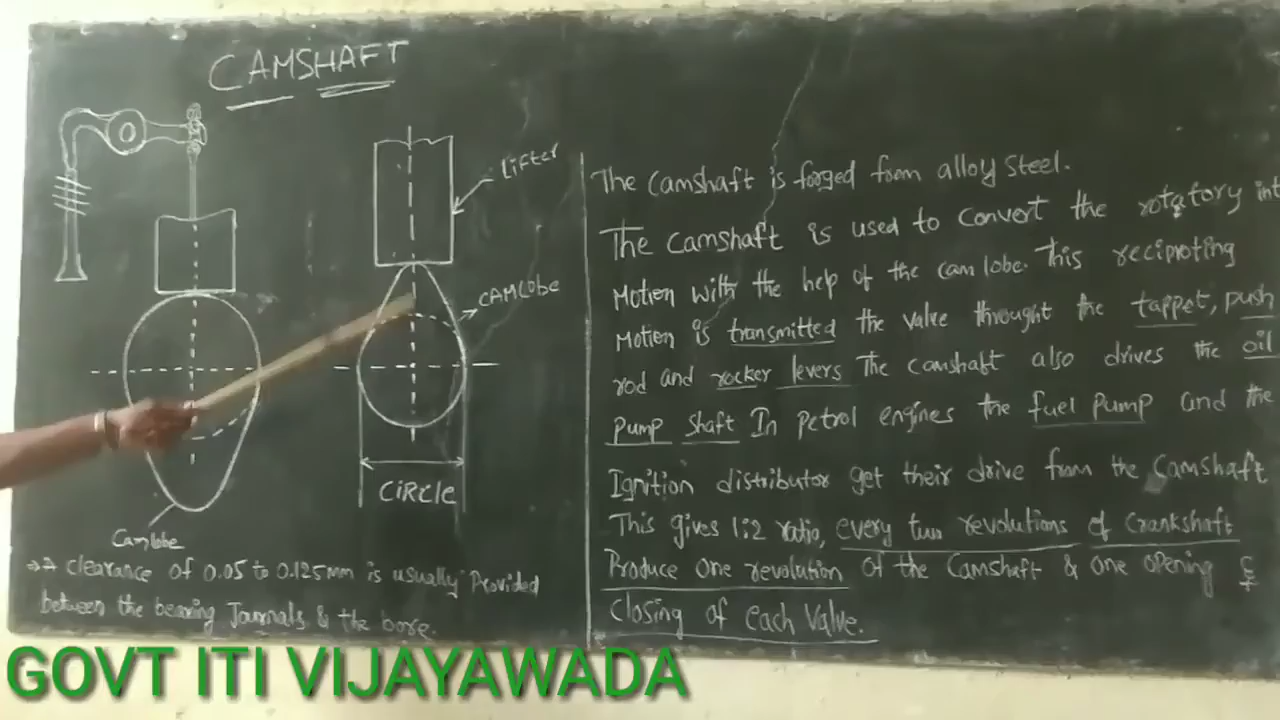 CAMSHAFT
Lifter
CAMLobe
CIRCLE
Camlobe
A clearance of 0.05 to 0.125mm is usually Provided
between the bearing Journals & the bore.
The Camshaft is forged from alloy Steel.
The camshaft is used to Convert the rotatory int
Motion with the help of the cam lobe. This reciproting
Motion is transmitted the valve throught the tappet, push
rod and rocker levers The camshaft also drives the oil
pump shaft In Petrol engines the fuel Pump and the
Ignition distributor get their drive from the Camshaft
This gives 1:2 ratio, every two revolutions of Crankshaft
Produce one revolution of the Camshaft & one opening &
Closing of each Valve.
GOVT ITI VIJAYAWADA